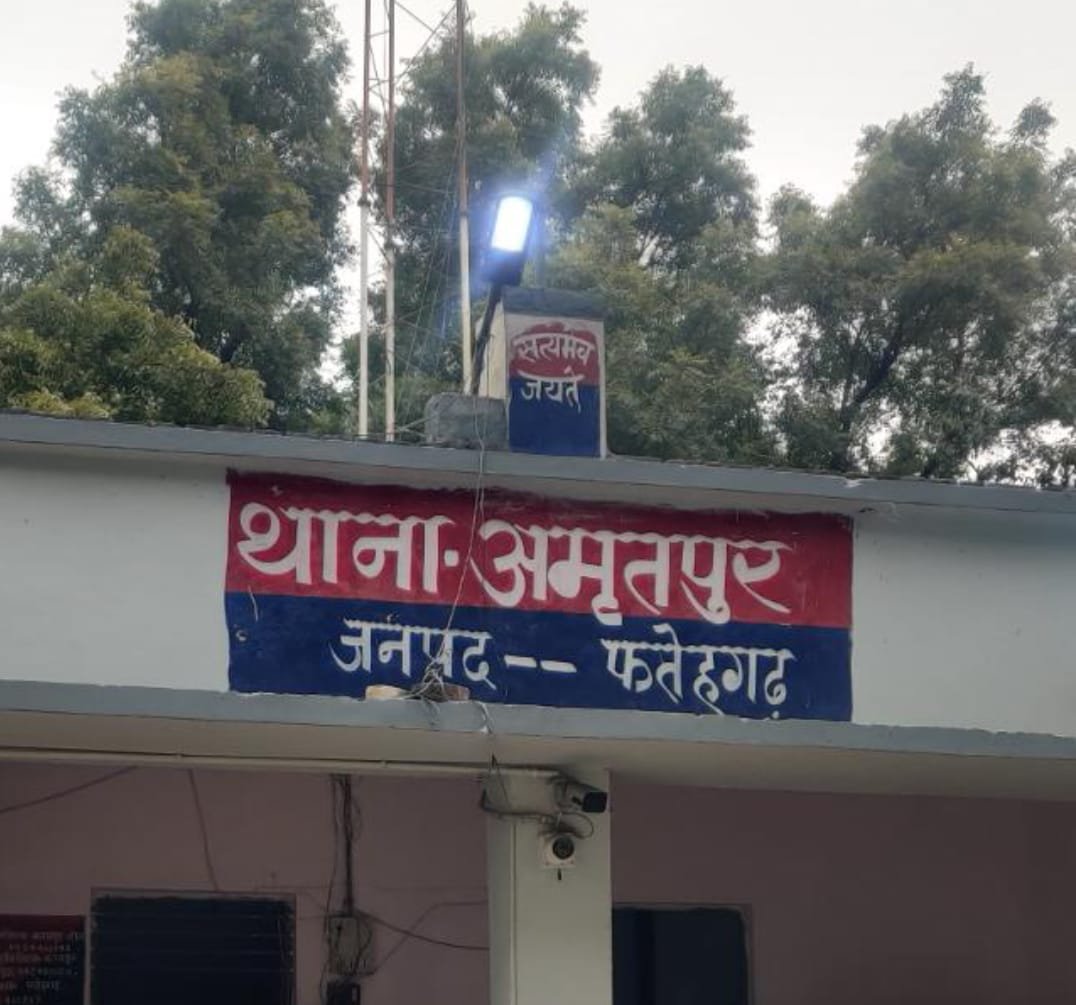 सत्यमेव
जयते
थाना·अमृतपुर
जनपद -- फतेहगढ़